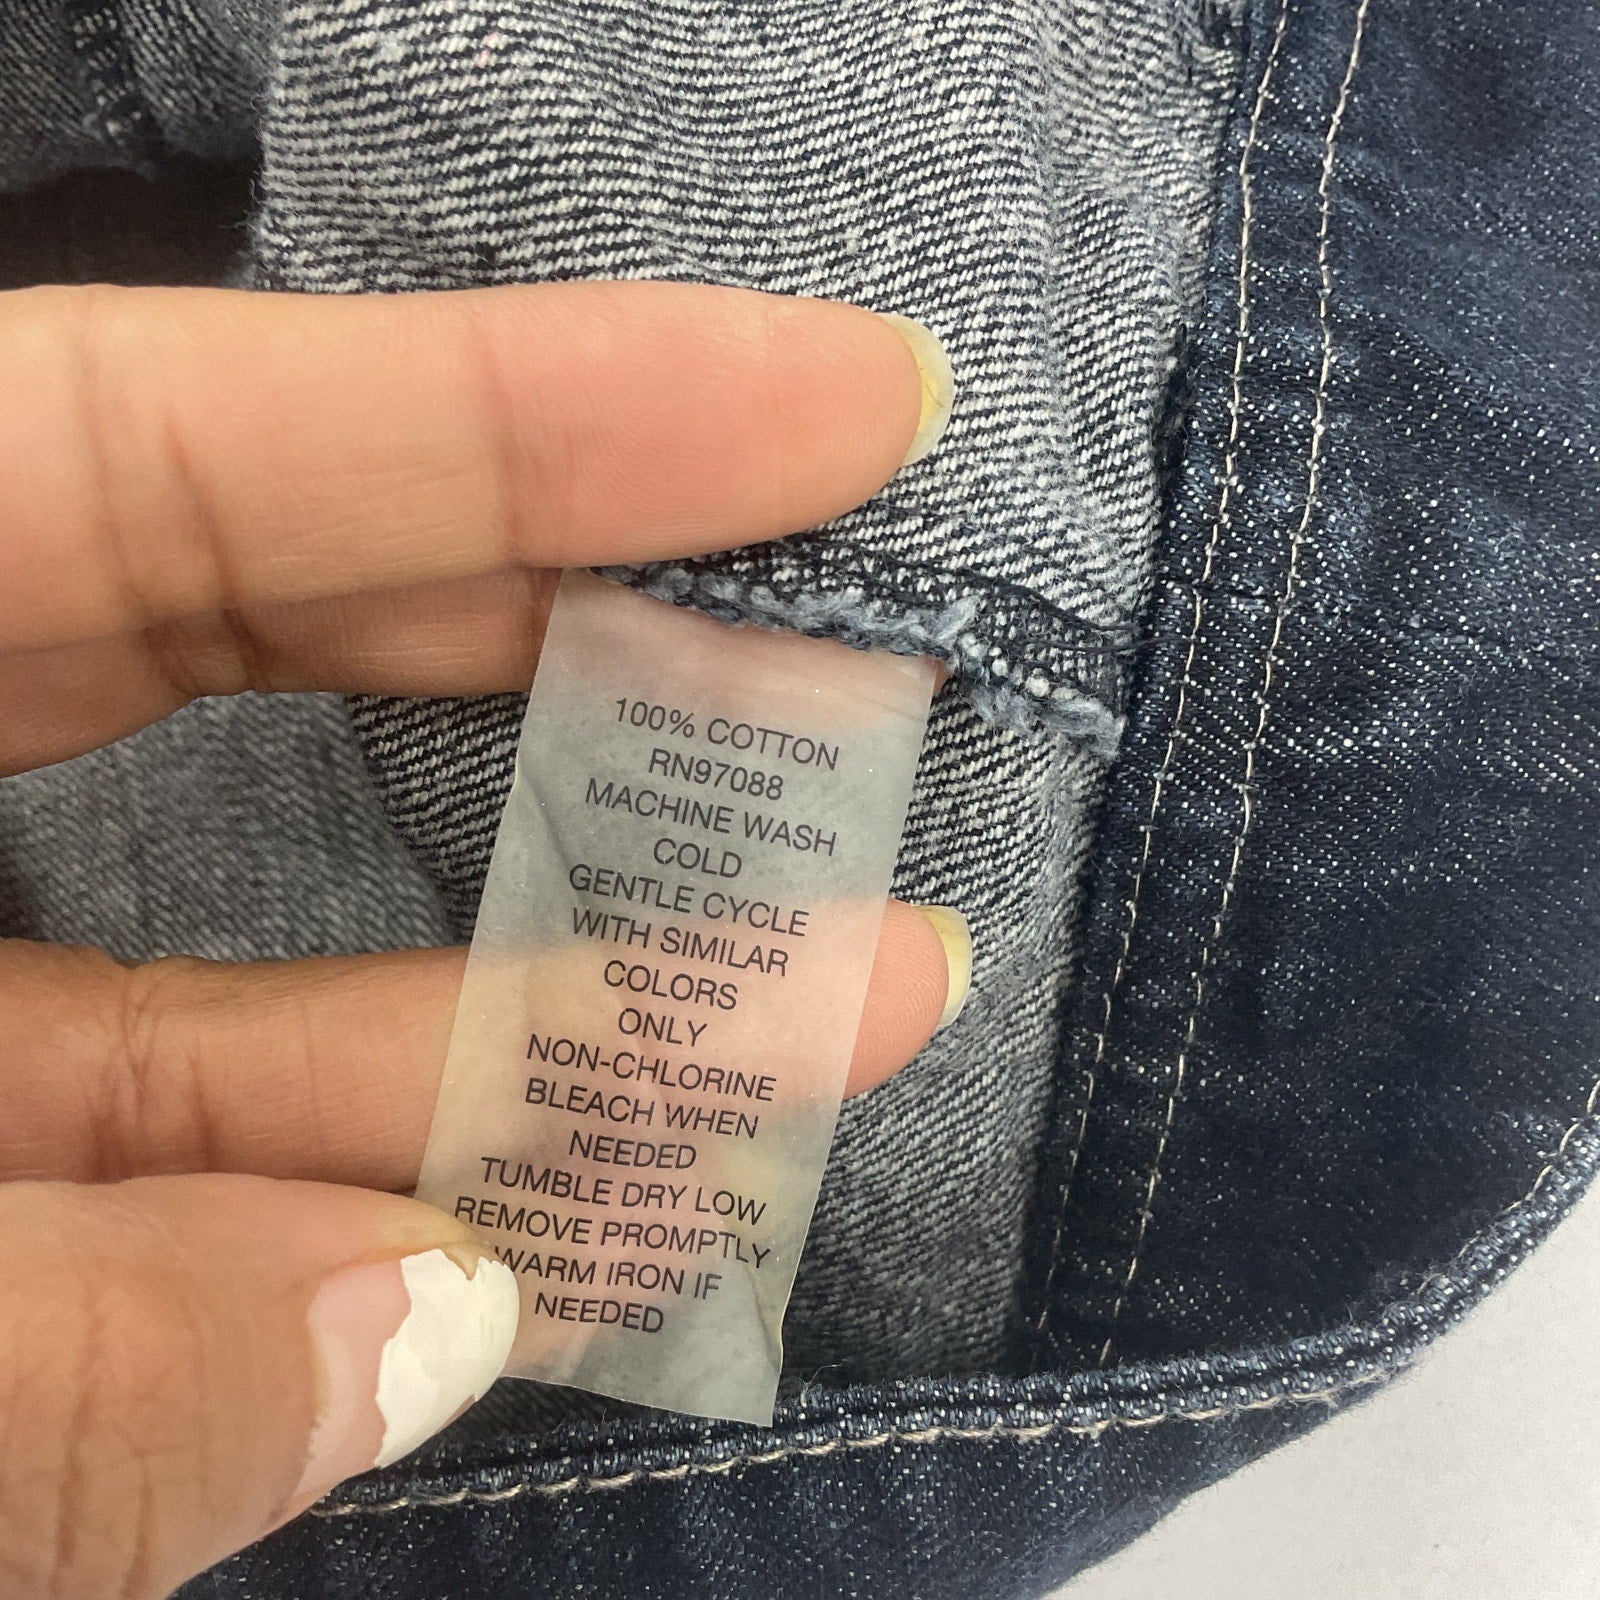 100% COTTON
RN97088
MACHINE WASH
COLD
GENTLE CYCLE
WITH SIMILAR
COLORS
ONLY
NON-CHLORINE
BLEACH WHEN
NEEDED
TUMBLE DRY LOW
REMOVE PROMPTLY
WARM IRON IF
NEEDED